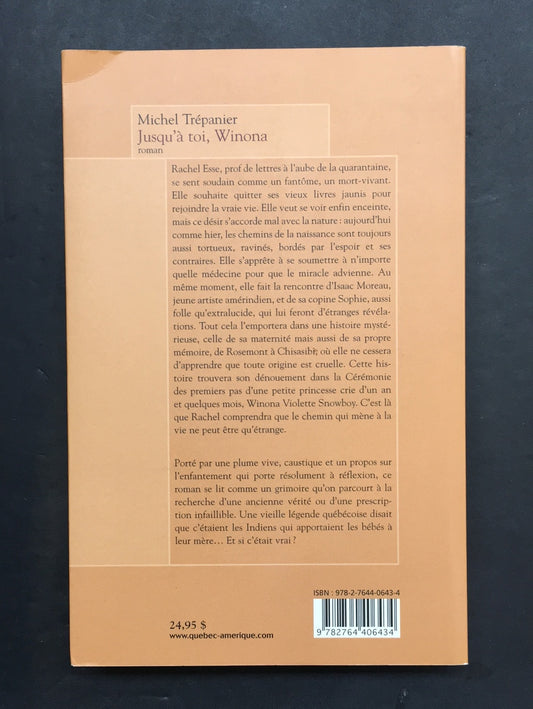 Michel Trépanier
Jusqu'à toi, Winona
roman
Rachel Esse, prof de lettres à l'aube de la quarantaine,
se sent soudain comme un fantôme, un mort-vivant.
Elle souhaite quitter ses vieux livres jaunis pour
rejoindre la vraie vie. Elle veut se voir enfin enceinte,
mais ce désir s'accorde mal avec la nature : aujourd'hui
comme hier, les chemins de la naissance sont toujours
aussi tortueux, ravinés, bordés par l'espoir et ses
contraires. Elle s'apprête à se soumettre à n'importe
quelle médecine pour que le miracle advienne. Au
même moment, elle fait la rencontre d'Isaac Moreau,
jeune artiste amérindien, et de sa copine Sophie, aussi
folle qu'extralucide, qui lui feront d'étranges révéla-
tions. Tout cela l'emportera dans une histoire mysté-
rieuse, celle de sa maternité mais aussi de sa propre
mémoire, de Rosemont à Chisasibi, où elle ne cessera
d'apprendre que toute origine est cruelle. Cette his-
toire trouvera son dénouement dans la Cérémonie
des premiers pas d'une petite princesse crie d'un an
et quelques mois, Winona Violette Snowboy. C'est là
que Rachel comprendra que le chemin qui mène à la
vie ne peut être qu'étrange.
Porté par une plume vive, caustique et un propos sur
l'enfantement qui porte résolument à réflexion, ce
roman se lit comme un grimoire qu'on parcourt à la
recherche d'une ancienne vérité ou d'une prescription
infaillible. Une vieille légende québécoise disait
que c'étaient les Indiens qui apportaient les bébés à
leur mère… Et si c'était vrai ?
ISBN : 978-2-7644-0643-4
24,95 $
www.quebec-amerique.com
9 782764 406434